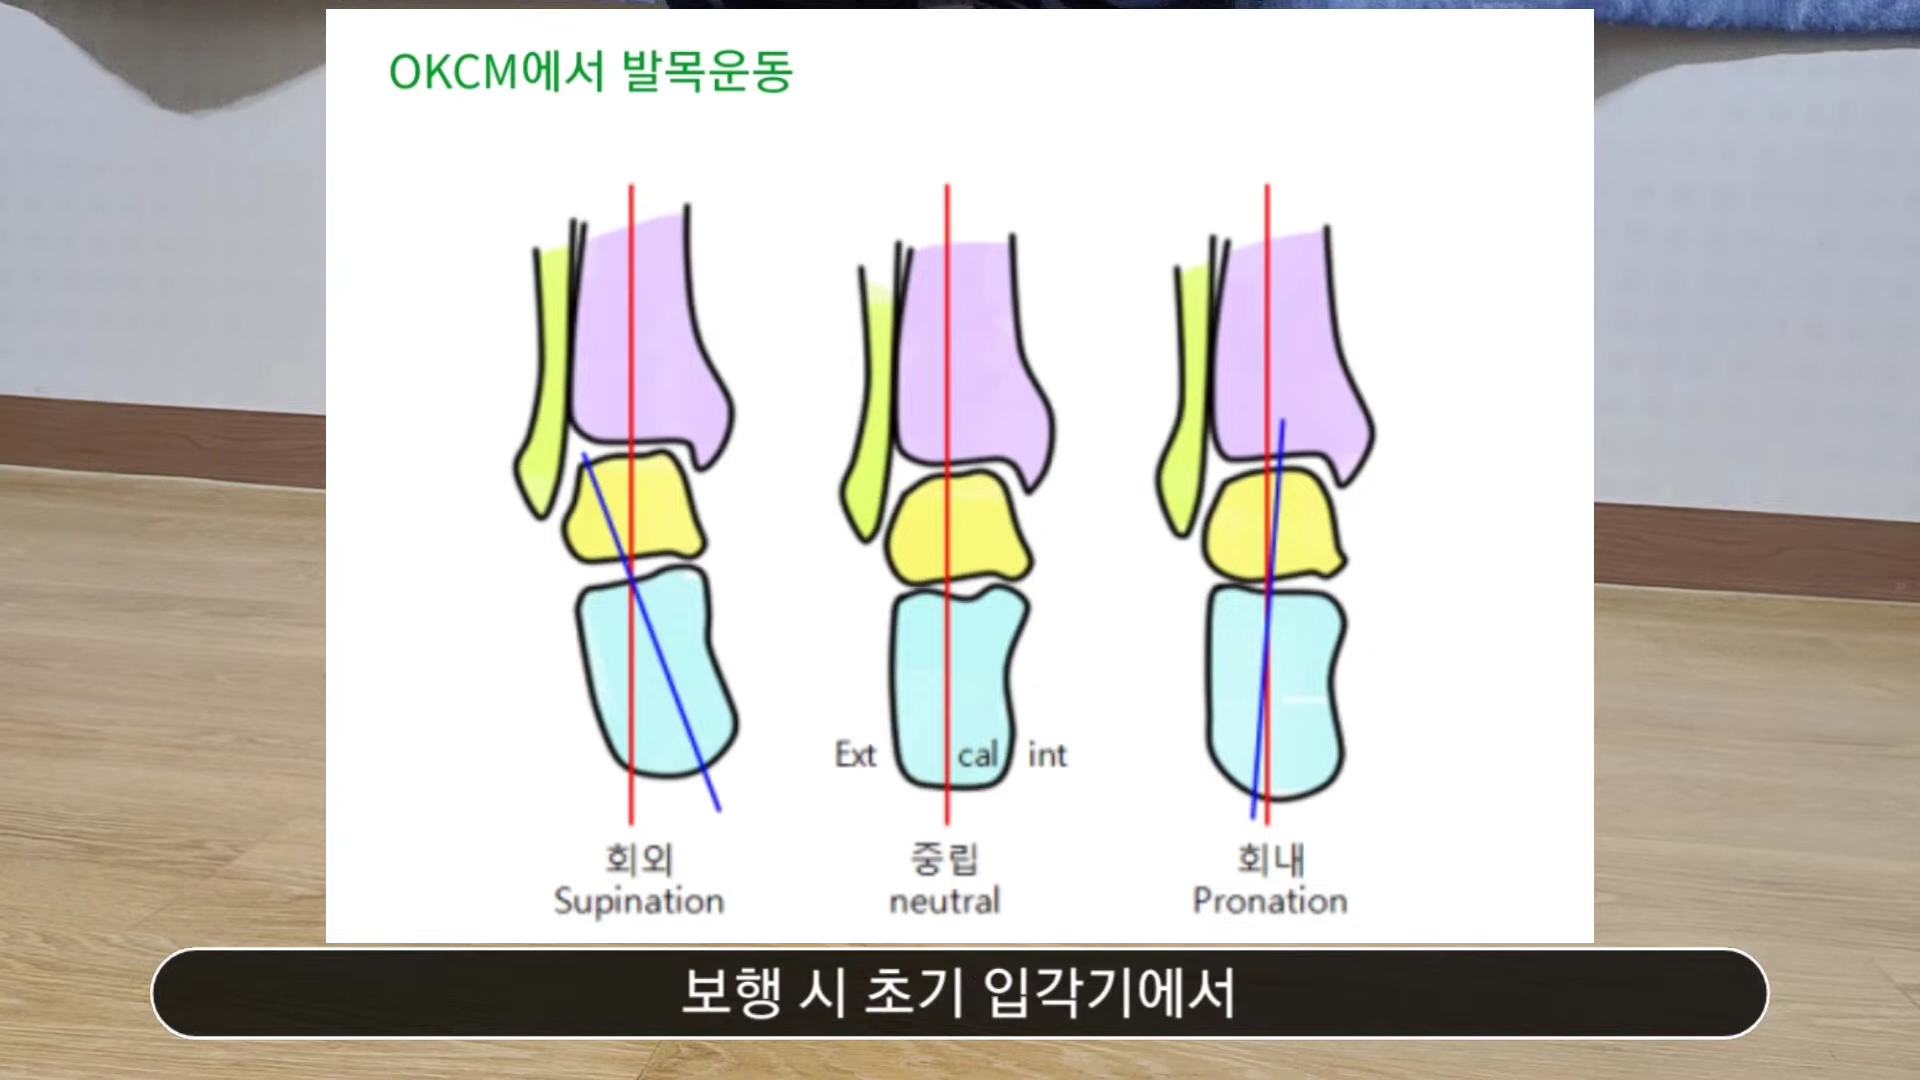 OKCM에서 발목운동
Ext cal int
회외 중립 회내
Supination neutral Pronation
보행 시 초기 입각기에서